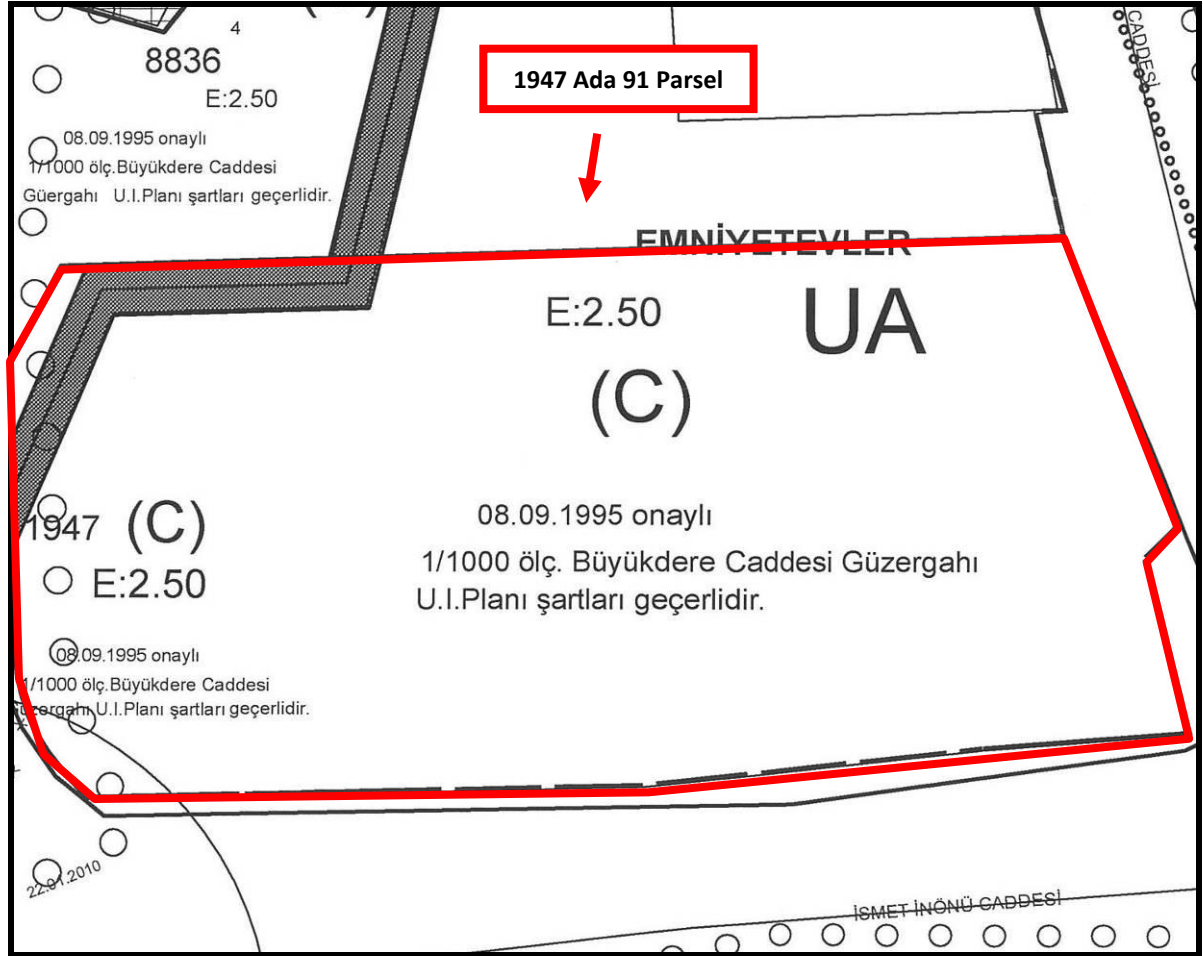 4
8836
E:2.50
08.09.1995 onaylı
1/1000 ölç.Büyükdere Caddesi
Güergahı U.I.Planı şartları geçerlidir.
1947 Ada 91 Parsel
CADDESİ
EMNİYETEVLER
E:2.50
UA
(C)
08.09.1995 onaylı
1/1000 ölç. Büyükdere Caddesi Güzergahı
U.I.Planı şartları geçerlidir.
1947 (C)
E:2.50
08.09.1995 onaylı
1/1000 ölç.Büyükdere Caddesi
Güzergahı U.I.Planı şartları geçerlidir.
22.01.2010
İSMET İNÖNÜ CADDESİ